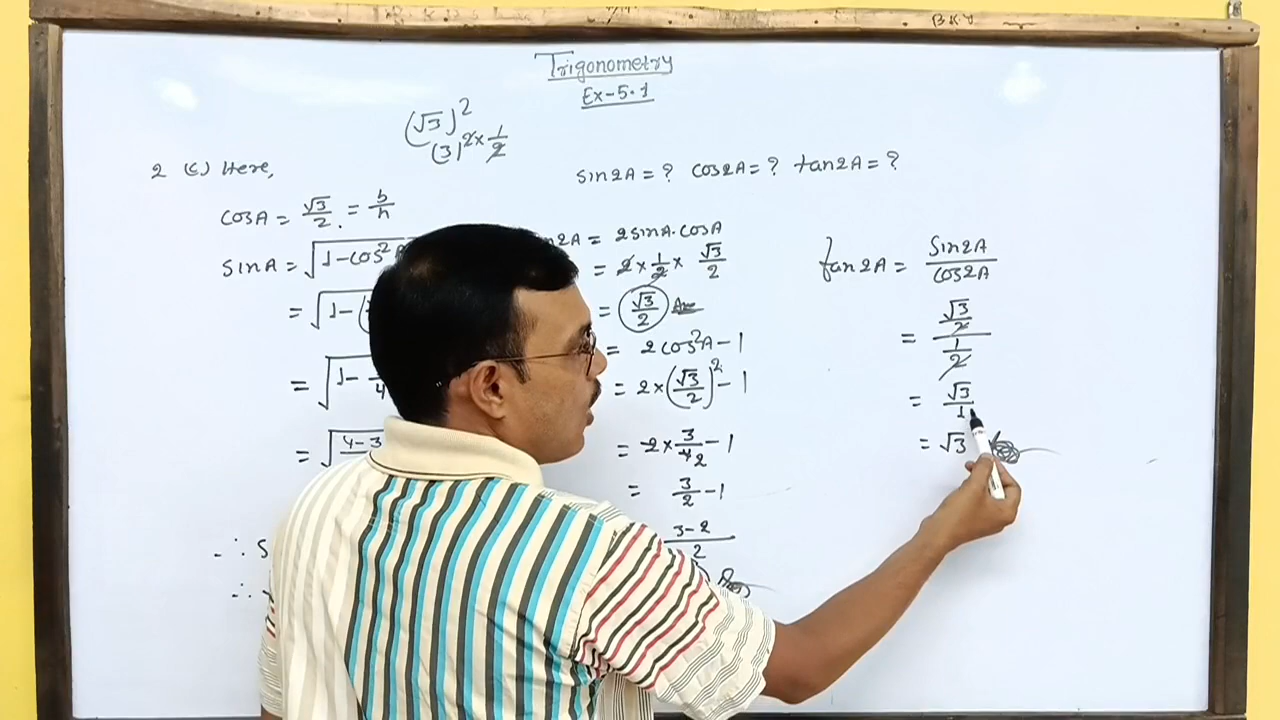 B.K.Y
Trigonometry
Ex-5.1
(√3)²
(3)^2×1/2
2 (c) Here,
sin2A = ? cos2A = ? tan2A = ?
cosA = √3/2 = b/h
sinA = √1-cos²
= √1-(
= √1- /4
= √4-3
∴ S
∴
2A = 2sinA.cosA
= 2×1/2×√3/2
= √3/2
= 2cos²A-1
= 2×(√3/2)²-1
= 2×3/4 2-1
= 3/2-1
3-2/2
tan2A = Sin2A/cos2A
= √3/2/1/2
= √3/1
= √3